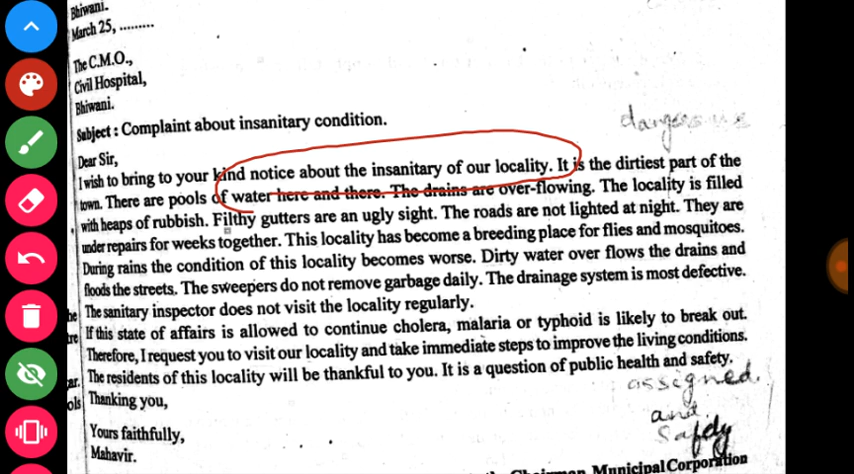 Bhiwani.
March 25, .........
The C.M.O.,
Civil Hospital,
Bhiwani.
Subject : Complaint about insanitary condition.
dangerous
Dear Sir,
I wish to bring to your kind notice about the insanitary of our locality. It is the dirtiest part of the
town. There are pools of water here and there. The drains are over-flowing. The locality is filled
with heaps of rubbish. Filthy gutters are an ugly sight. The roads are not lighted at night. They are
under repairs for weeks together. This locality has become a breeding place for flies and mosquitoes.
During rains the condition of this locality becomes worse. Dirty water over flows the drains and
floods the streets. The sweepers do not remove garbage daily. The drainage system is most defective.
he The sanitary inspector does not visit the locality regularly.
tre If this state of affairs is allowed to continue cholera, malaria or typhoid is likely to break out.
Therefore, I request you to visit our locality and take immediate steps to improve the living conditions.
ar. The residents of this locality will be thankful to you. It is a question of public health and safety.
ols Thanking you,
assigned.
and
Safdy
Yours faithfully,
Mahavir.
Chairman Municipal Corporation